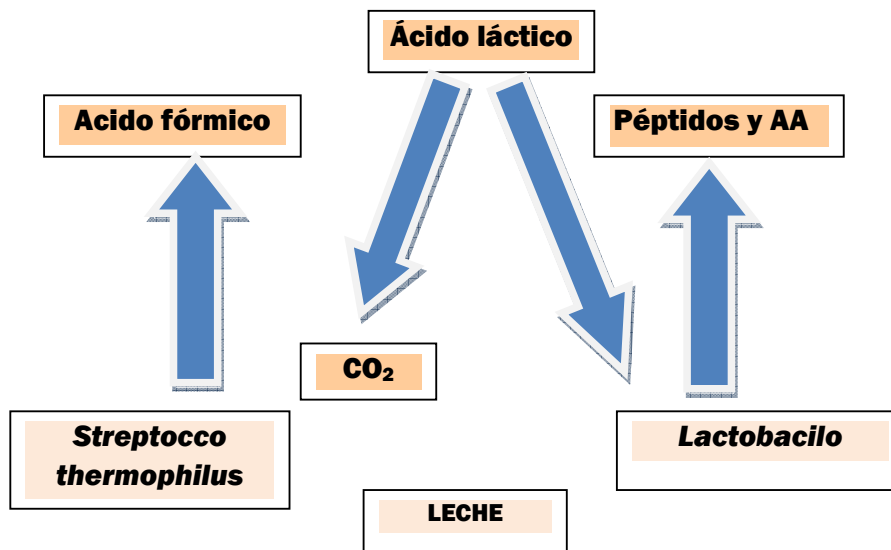 Ácido láctico
Acido fórmico
Péptidos y AA
CO₂
Streptocco
thermophilus
Lactobacilo
LECHE